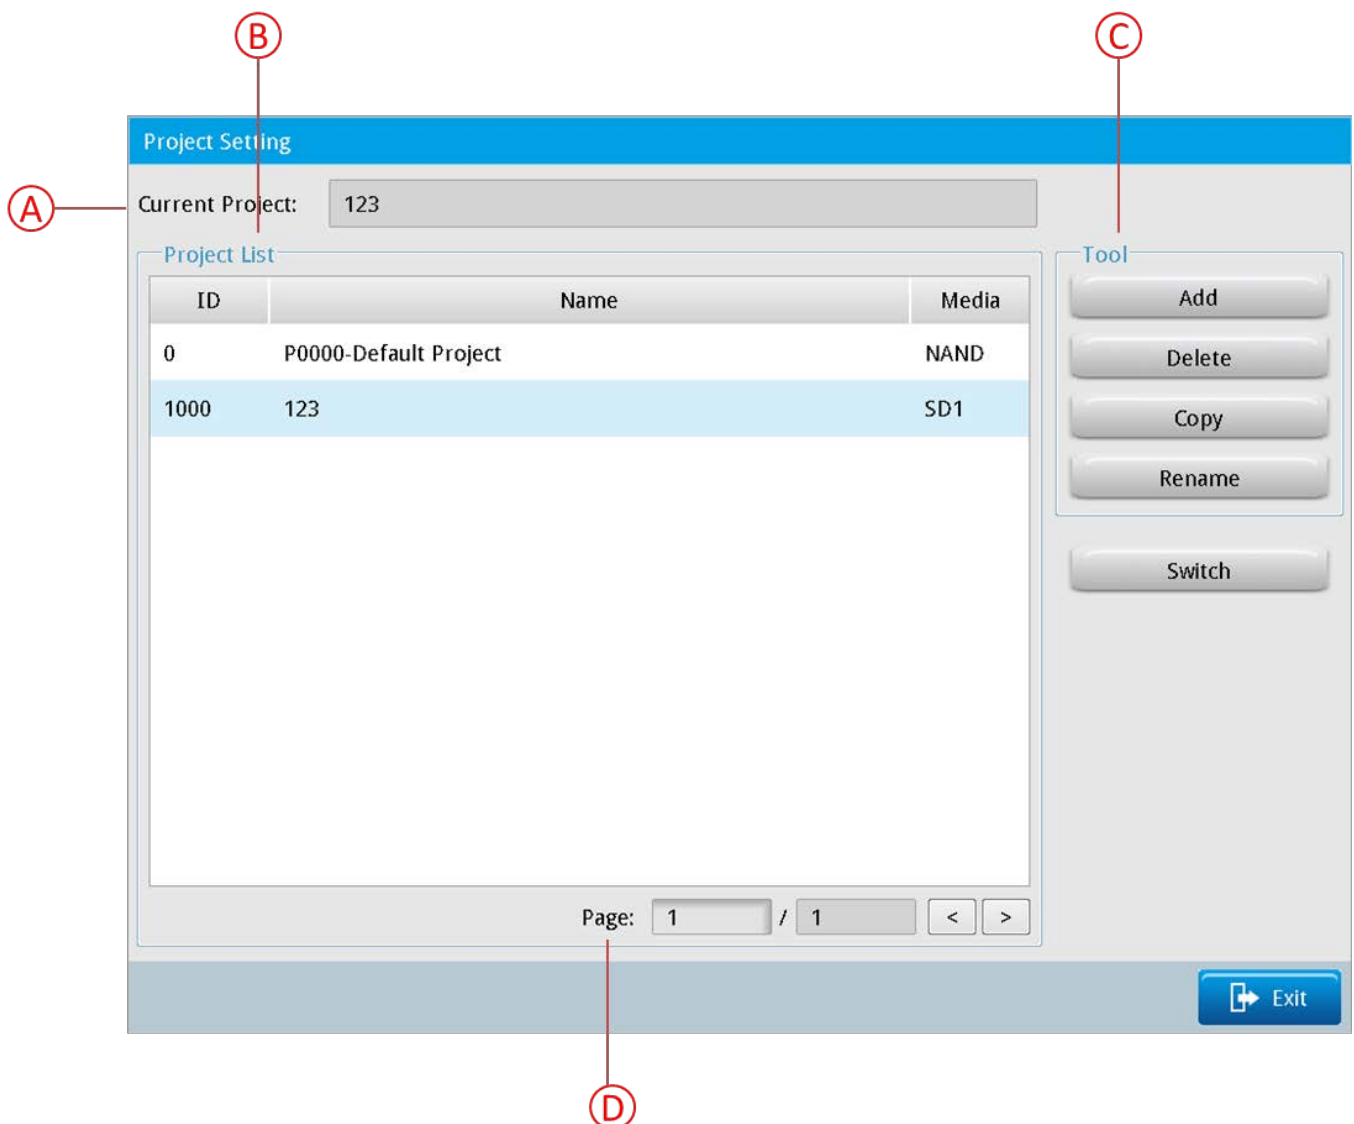 B C
Project Setting
A Current Project: 123
Project List Tool
ID Name Media Add
0 P0000-Default Project NAND Delete
1000 123 SD1 Copy
Rename
Switch
Page: 1 / 1 < >
Exit
D